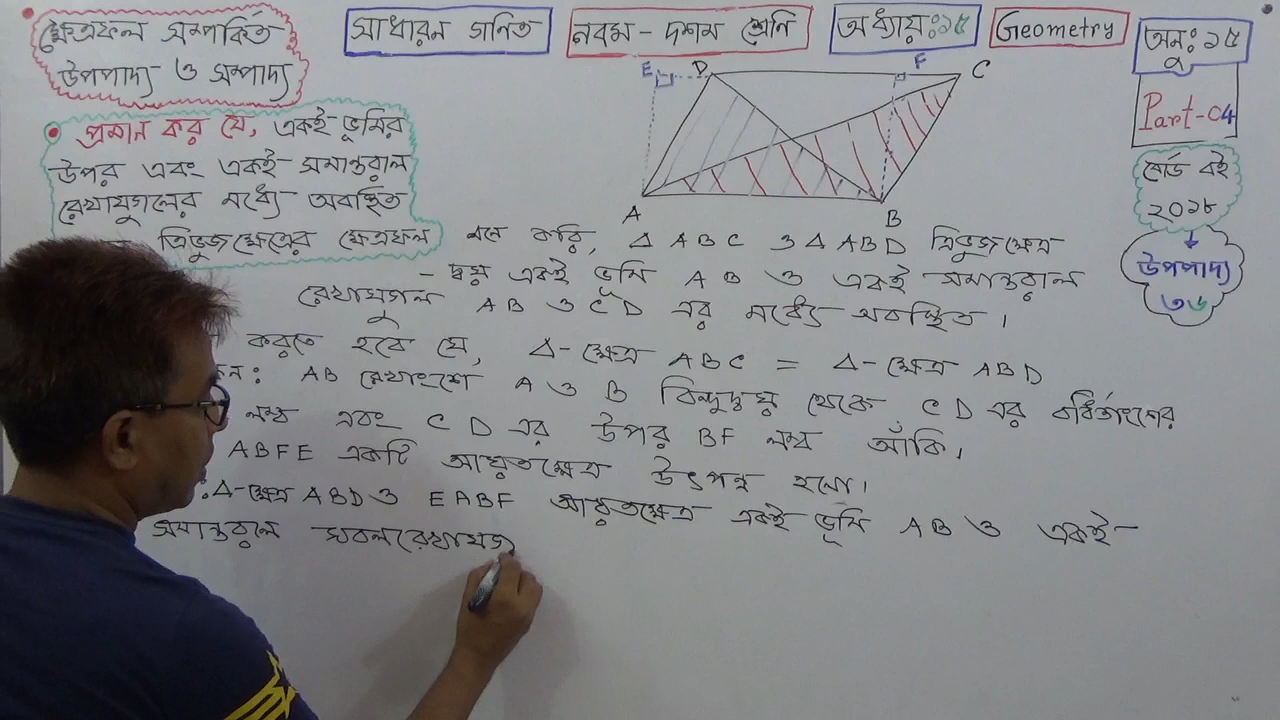 ক্ষেত্রফল সম্পর্কিত
উপপাদ্য ও সম্পাদ্য
সাধারন গনিত
নবম - দশম শ্রেনি
অধ্যায়ঃ১৫
Geometry
অনুঃ১৫
Part-04
বোর্ড বই
২০১৮
উপপাদ্য
৩৬
প্রমান কর যে, একই ভূমির
উপর এবং একই সমান্তরাল
রেখাযুগলের মধ্যে অবস্থিত
ত্রিভুজক্ষেত্রের ক্ষেত্রফল
E D F C
A B
মনে করি, Δ ABC ও Δ ABD ত্রিভুজক্ষেত্র
- দ্বয় একই ভূমি AB ও একই সমান্তরাল
রেখাযুগল AB ও CD এর মধ্যে অবস্থিত।
করতে হবে যে, Δ-ক্ষেত্র ABC = Δ-ক্ষেত্র ABD
AB রেখাংশে A ও B বিন্দুদ্বয় থেকে CD এর বর্ধিতাংশের
লম্ব এবং CD এর উপর BF লম্ব আঁকি।
ABFE একটি আয়তক্ষেত্র উৎপন্ন হলো।
Δ-ক্ষেত্র ABD ও EABF আয়তক্ষেত্র একই ভূমি AB ও একই-
সমান্তরাল